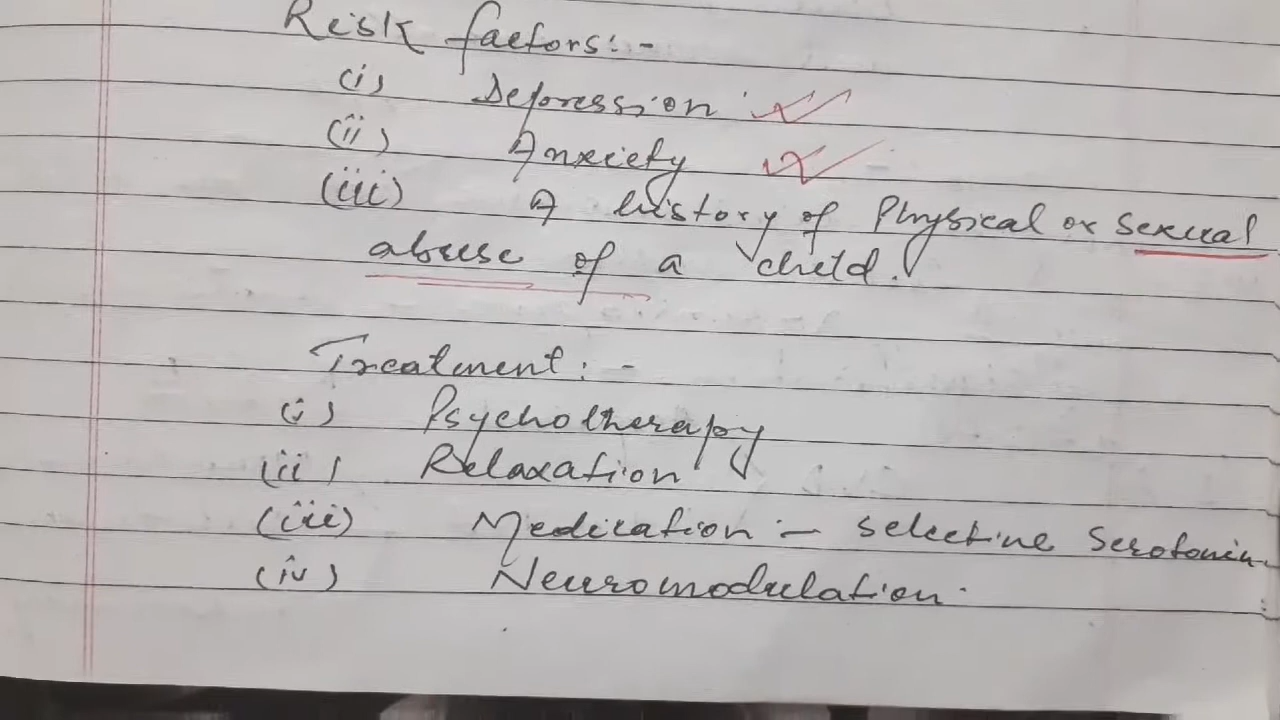 Risk factors:-
(i) Depression
(ii) Anxiety
(iii) A history of Physical or Sexual
abuse of a child.
Treatment:-
(i) Psychotherapy
(ii) Relaxation
(iii) Medication - selective Serotonin
(iv) Neuromodulation.